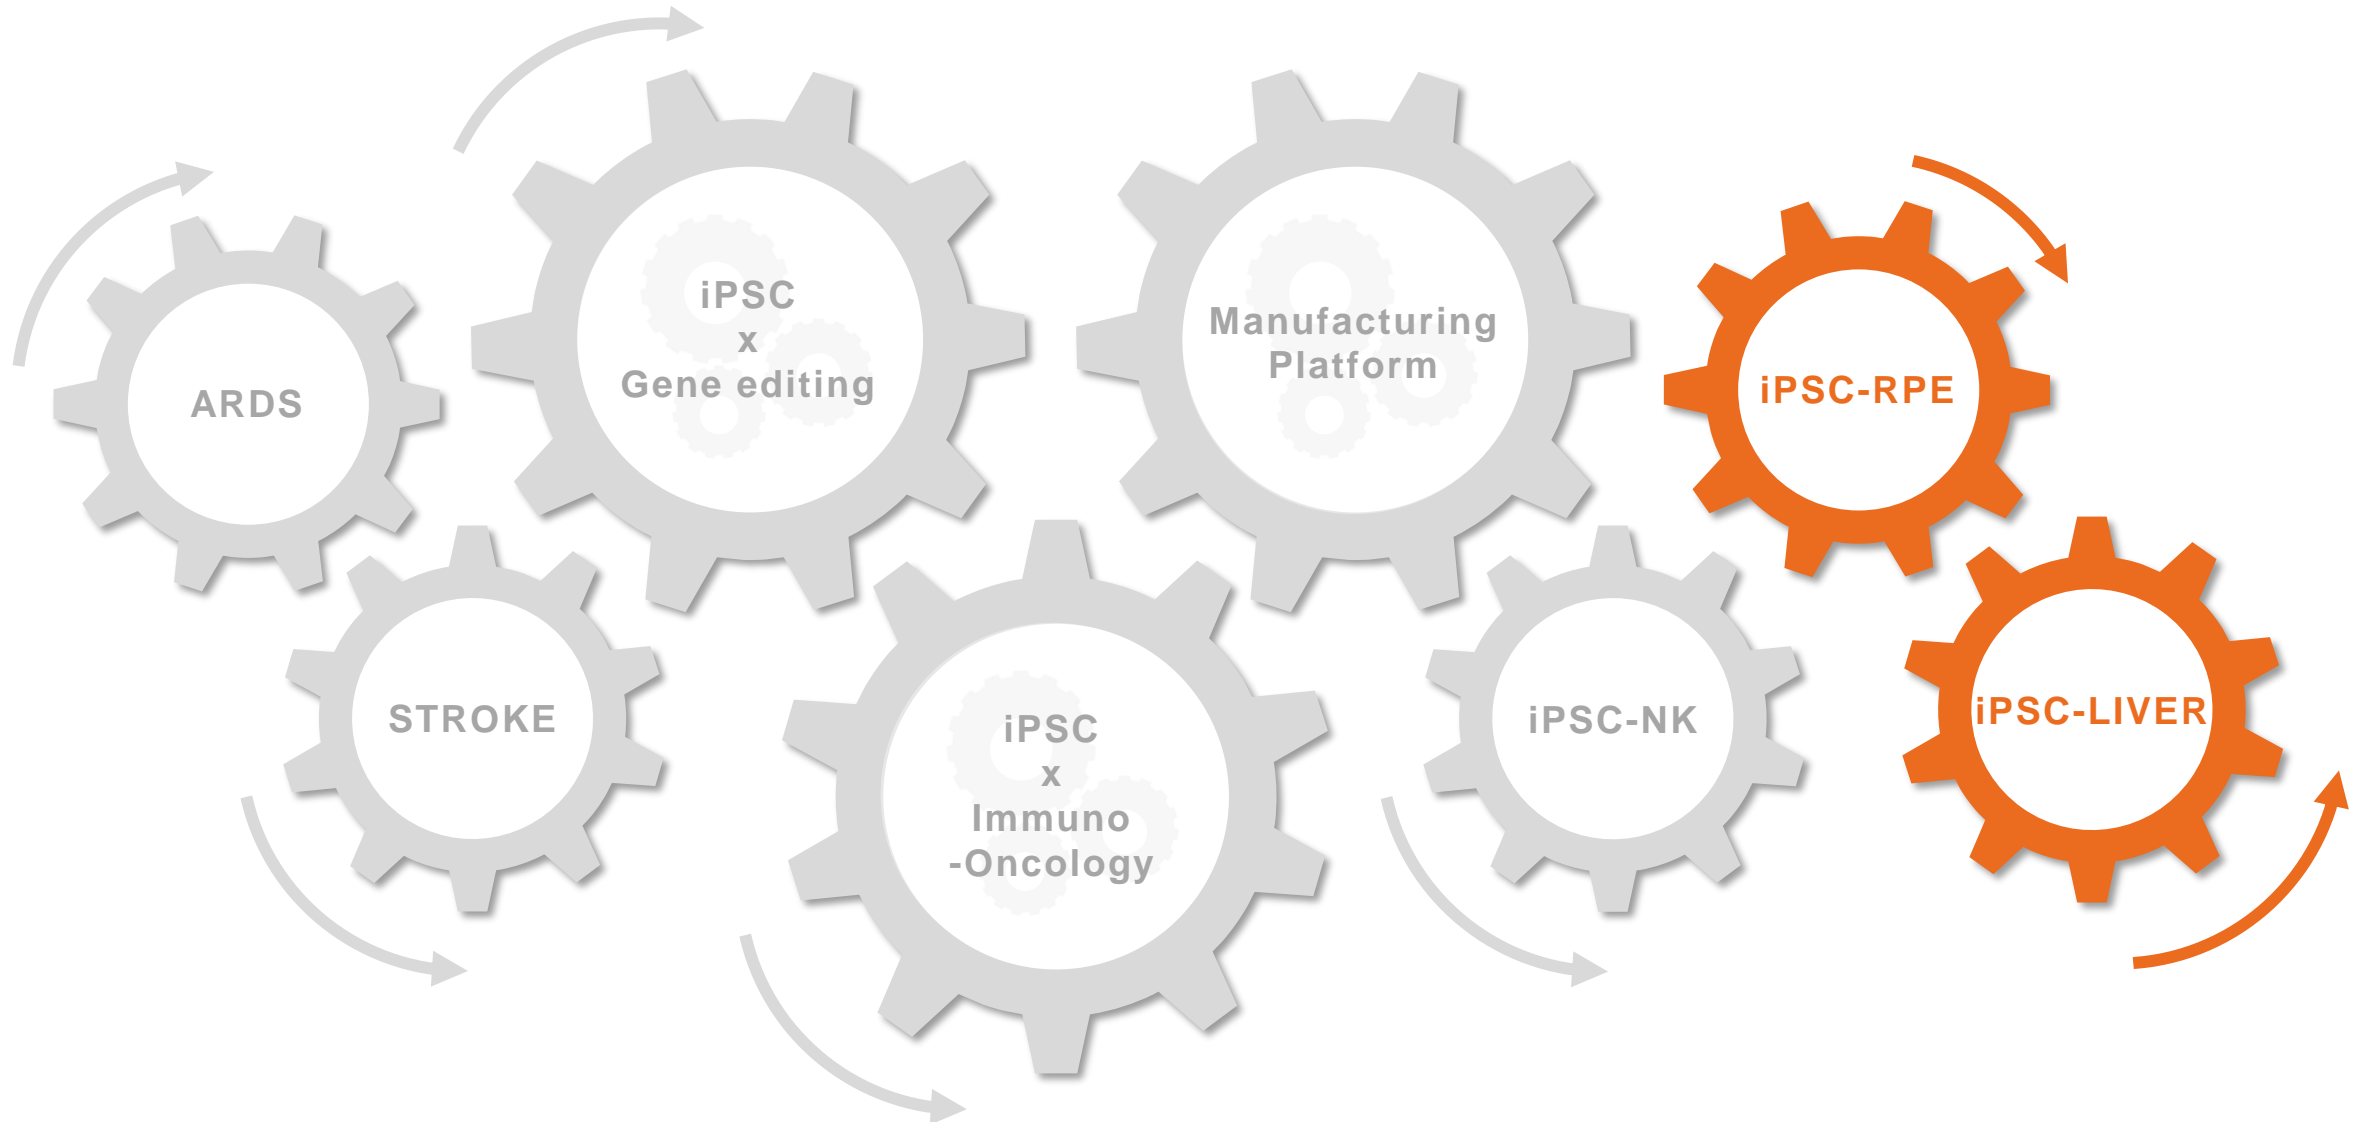 ARDS
iPSC
x
Gene editing
Manufacturing
Platform
iPSC-RPE
STROKE
iPSC
x
Immuno
-Oncology
iPSC-NK
iPSC-LIVER